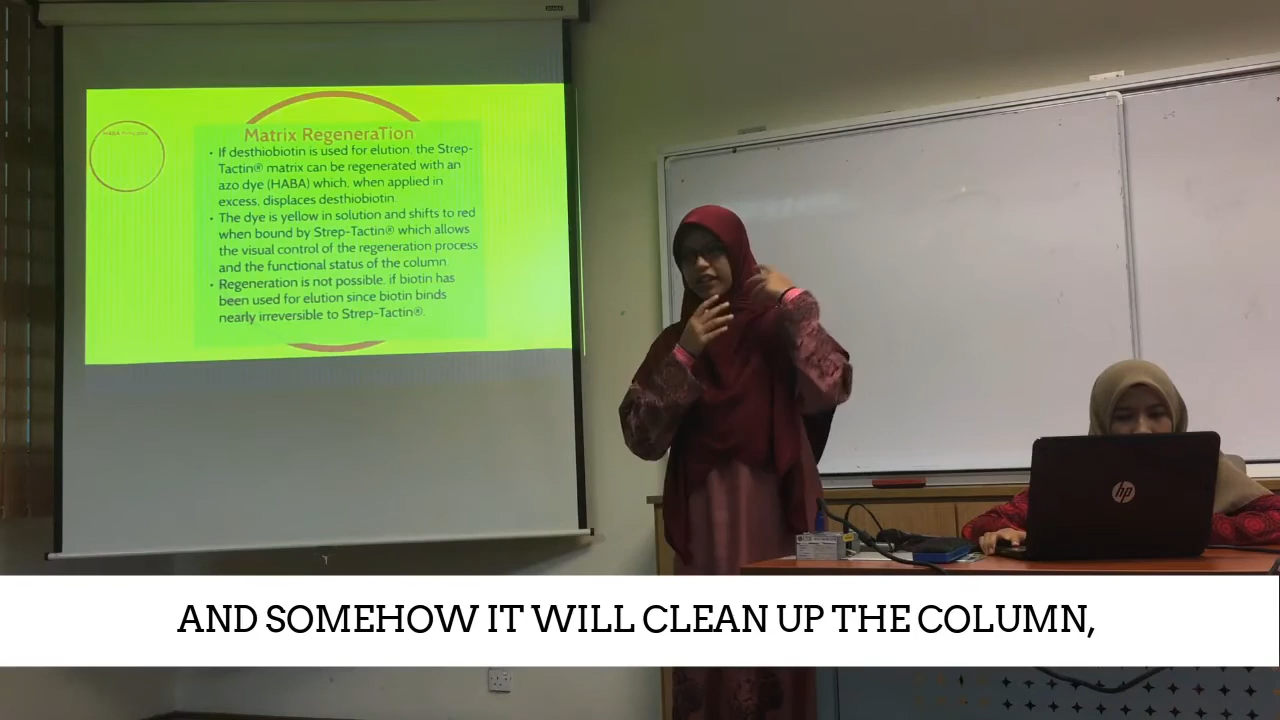 Matrix RegeneraTion
• If desthiobiotin is used for elution, the Strep-
Tactin® matrix can be regenerated with an
azo dye (HABA) which, when applied in
excess, displaces desthiobiotin.
• The dye is yellow in solution and shifts to red
when bound by Strep-Tactin® which allows
the visual control of the regeneration process
and the functional status of the column.
• Regeneration is not possible, if biotin has
been used for elution since biotin binds
nearly irreversible to Strep-Tactin®.
hp
AND SOMEHOW IT WILL CLEAN UP THE COLUMN,